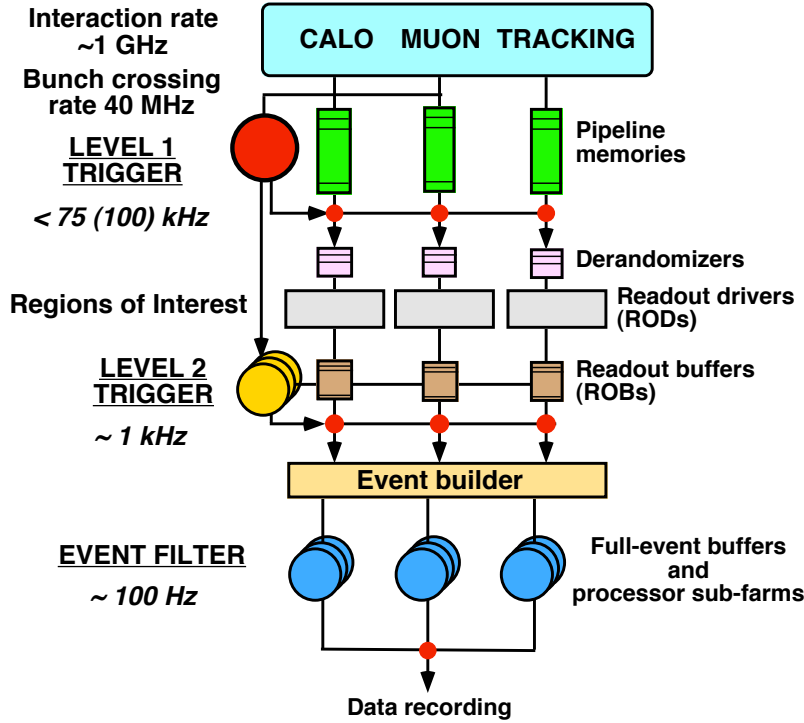 Interaction rate
~1 GHz
CALO MUON TRACKING
Bunch crossing
rate 40 MHz
LEVEL 1
TRIGGER
< 75 (100) kHz
Pipeline
memories
Derandomizers
Regions of Interest
Readout drivers
(RODs)
LEVEL 2
TRIGGER
~ 1 kHz
Readout buffers
(ROBs)
Event builder
EVENT FILTER
~ 100 Hz
Full-event buffers
and
processor sub-farms
Data recording